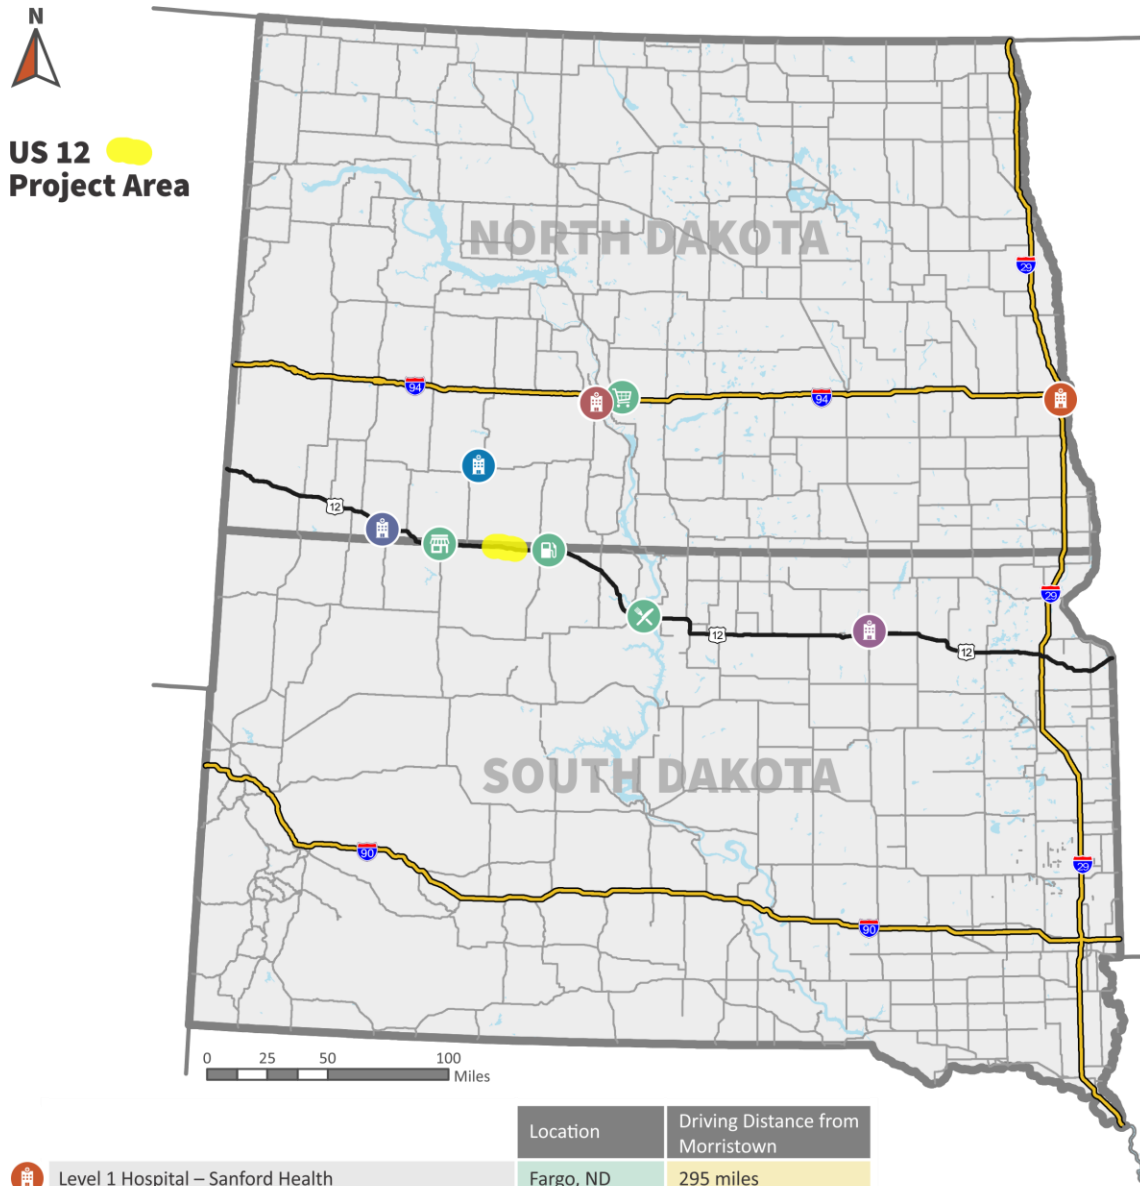 N
US 12
Project Area
NORTH DAKOTA
29
94
94
12
29
12
12
SOUTH DAKOTA
90
29
90
0 25 50 100
Miles
Location
Driving Distance from
Morristown
Level 1 Hospital – Sanford Health
Fargo, ND
295 miles